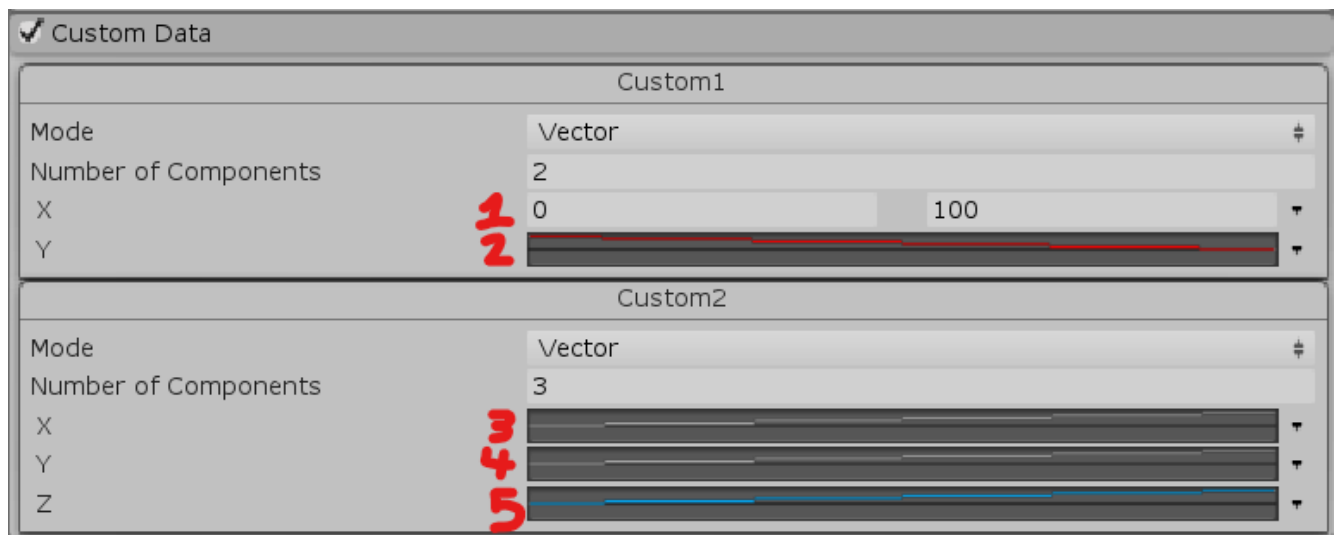 Custom Data
Custom1
Mode Vector
Number of Components 2
X 1 0 100
Y 2
Custom2
Mode Vector
Number of Components 3
X 3
Y 4
Z 5